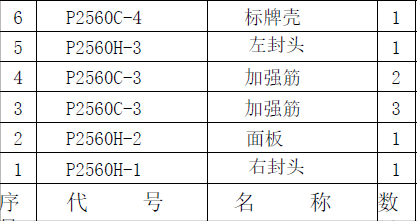 6 P2560C-4 标牌壳 1
5 P2560H-3 左封头 1
4 P2560C-3 加强筋 2
3 P2560C-3 加强筋 3
2 P2560H-2 面板 1
1 P2560H-1 右封头 1
序 代 号 名 称 数